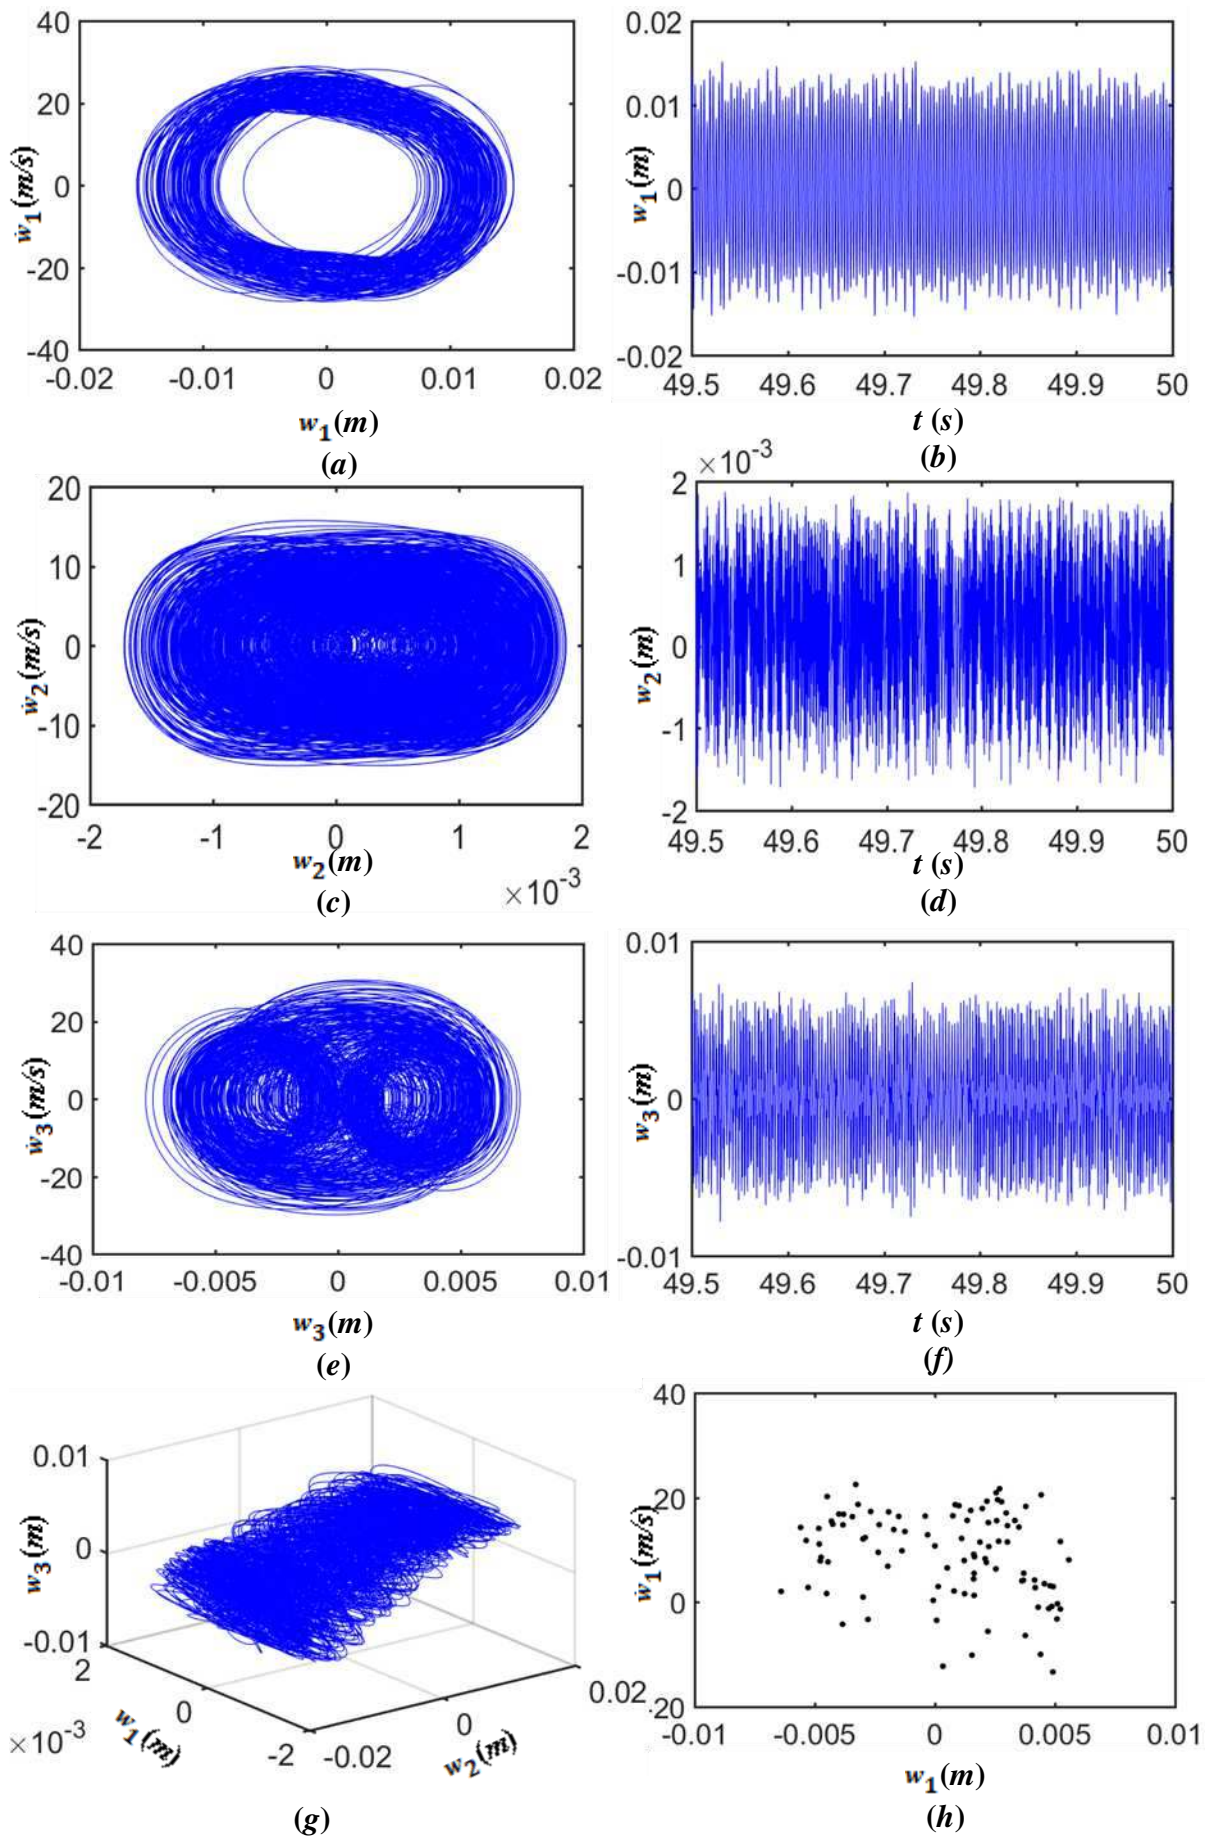 40
20
0
-20
-40
-0.02 -0.01 0 0.01 0.02
ẇ1(m/s)
w1(m)
(a)
0.02
0.01
0
-0.01
-0.02
49.5 49.6 49.7 49.8 49.9 50
w1(m)
t (s)
(b)
20
10
0
-10
-20
-2 -1 0 1 2
ẇ2(m/s)
w2(m)
×10-3
(c)
×10-3
2
1
0
-1
-2
49.5 49.6 49.7 49.8 49.9 50
w2(m)
t (s)
(d)
40
20
0
-20
-40
-0.01 -0.005 0 0.005 0.01
ẇ3(m/s)
w3(m)
(e)
0.01
0
-0.01
49.5 49.6 49.7 49.8 49.9 50
w3(m)
t (s)
(f)
0.01
0
-0.01
w3(m)
2
0
-2
×10-3
w1(m)
-0.02
0
0.02
w2(m)
(g)
40
20
0
-20
-0.01 -0.005 0 0.005 0.01
ẇ1(m/s)
w1(m)
(h)